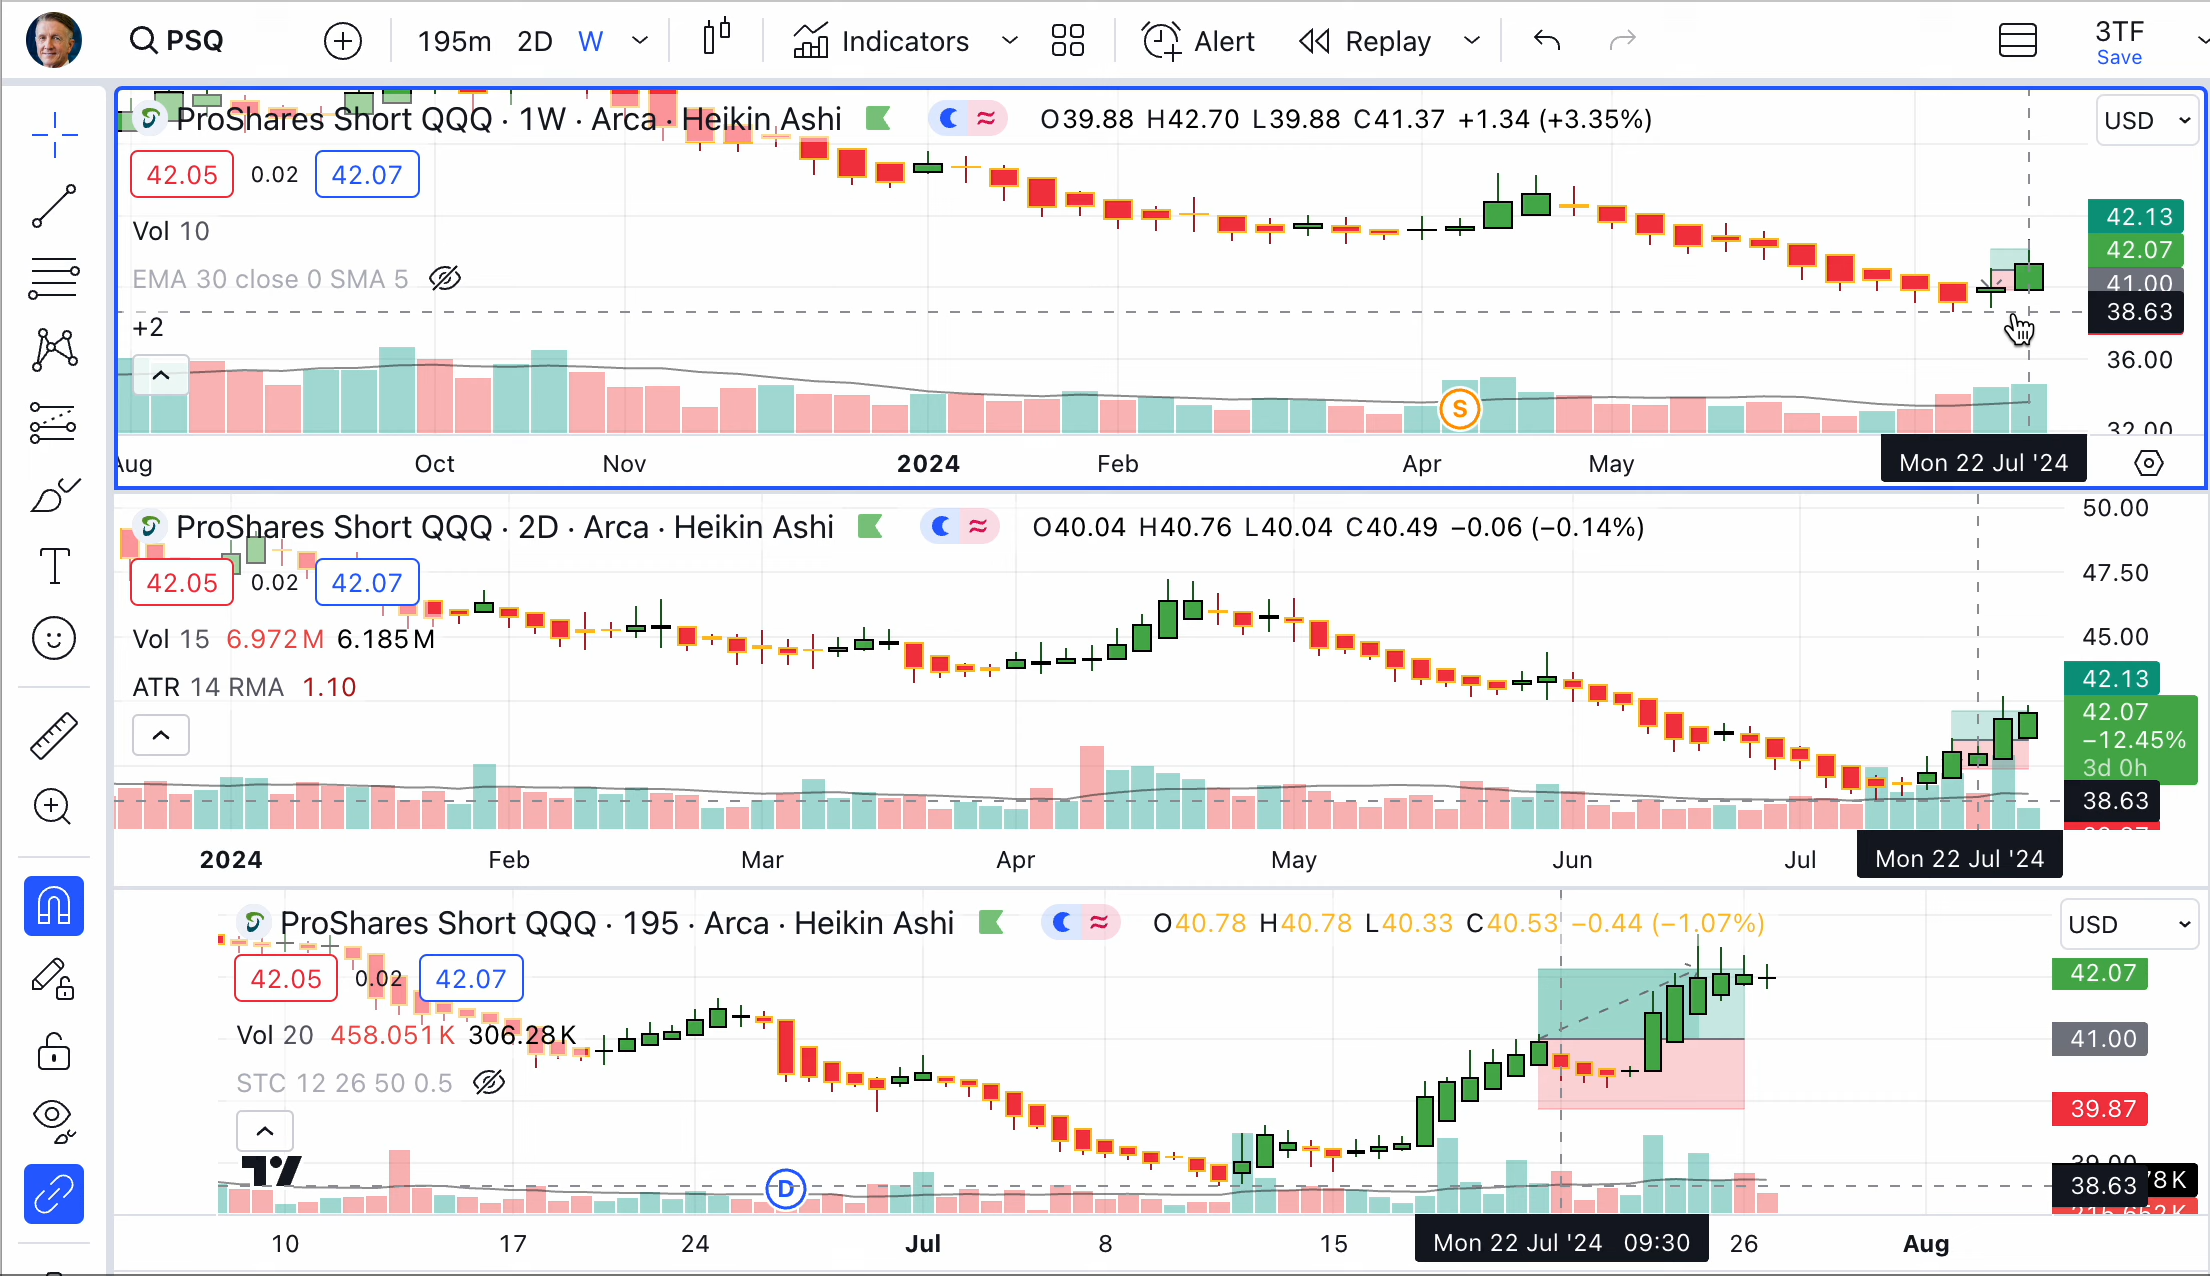 PSQ 195m 2D W Indicators Alert Replay 3TF
Save
ProShares Short QQQ · 1W · Arca · Heikin Ashi O39.88 H42.70 L39.88 C41.37 +1.34 (+3.35%) USD
42.05 0.02 42.07
Vol 10
EMA 30 close 0 SMA 5
+2
42.13
42.07
41.00
38.63
36.00
32.00
S
Aug Oct Nov 2024 Feb Apr May Mon 22 Jul '24
ProShares Short QQQ · 2D · Arca · Heikin Ashi O40.04 H40.76 L40.04 C40.49 −0.06 (−0.14%)
42.05 0.02 42.07
Vol 15 6.972M 6.185M
ATR 14 RMA 1.10
50.00
47.50
45.00
42.13
42.07
−12.45%
3d 0h
38.63
2024 Feb Mar Apr May Jun Jul Mon 22 Jul '24
ProShares Short QQQ · 195 · Arca · Heikin Ashi O40.78 H40.78 L40.33 C40.53 −0.44 (−1.07%) USD
42.05 0.02 42.07
Vol 20 458.051K 306.28K
STC 12 26 50 0.5
42.07
41.00
39.87
39.00
78K
38.63
D
10 17 24 Jul 8 15 Mon 22 Jul '24 09:30 26 Aug